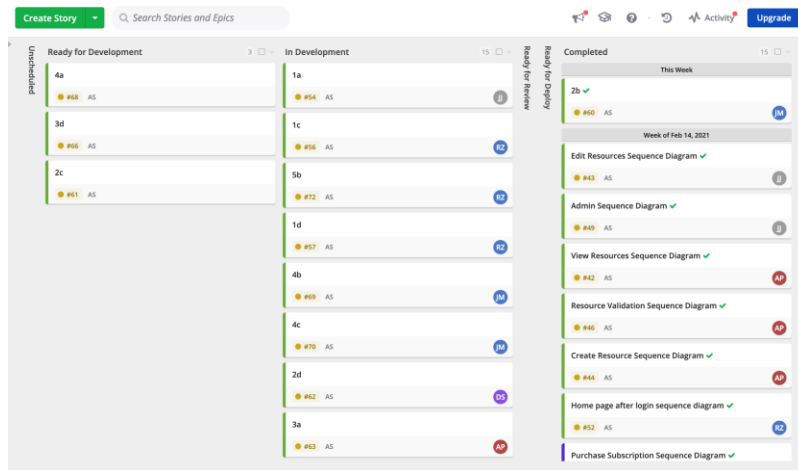 Create Story
Search Stories and Epics
Activity
Upgrade
Unscheduled
Ready for Development
3
4a
#68 AS
3d
#66 AS
2c
#61 AS
In Development
15
1a
#54 AS
JJ
1c
#56 AS
RZ
5b
#72 AS
RZ
1d
#57 AS
RZ
4b
#69 AS
JM
4c
#70 AS
JM
2d
#62 AS
DS
3a
#63 AS
AP
Ready for Review
Ready for Deploy
Completed
15
This Week
2b
#60 AS
JM
Week of Feb 14, 2021
Edit Resources Sequence Diagram
#43 AS
JJ
Admin Sequence Diagram
#49 AS
JJ
View Resources Sequence Diagram
#42 AS
AP
Resource Validation Sequence Diagram
#46 AS
AP
Create Resource Sequence Diagram
#44 AS
AP
Home page after login sequence diagram
#52 AS
RZ
Purchase Subscription Sequence Diagram